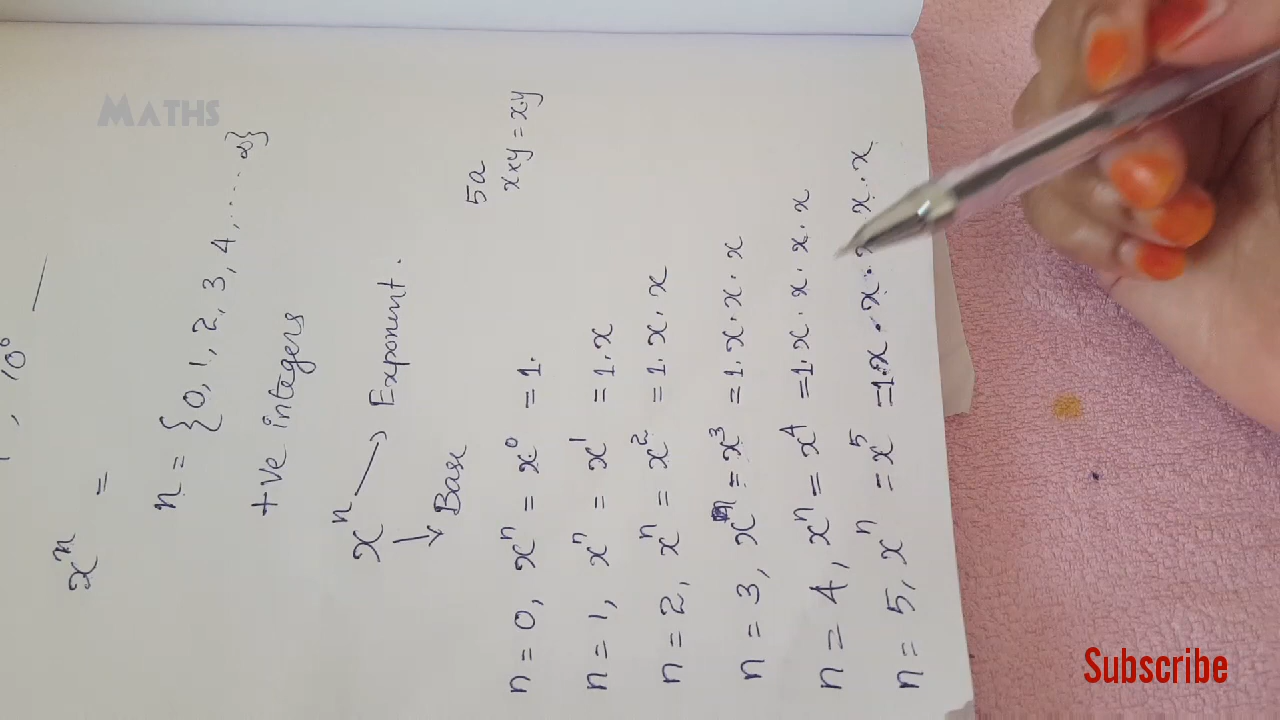 , 10⁰
xⁿ =
n = {0, 1, 2, 3, 4, ..... ∞}
+ve integers
xⁿ → Exponent.
↓ Base
5a
x×y = x.y
n = 0, xⁿ = x⁰ = 1.
n = 1, xⁿ = x¹ = 1.x
n = 2, xⁿ = x² = 1.x.x
n = 3, xⁿ = x³ = 1.x.x.x
n = 4, xⁿ = x⁴ = 1.x.x.x.x
n = 5, xⁿ = x⁵ = 1.x.x.x.x.x
MATHS
Subscribe